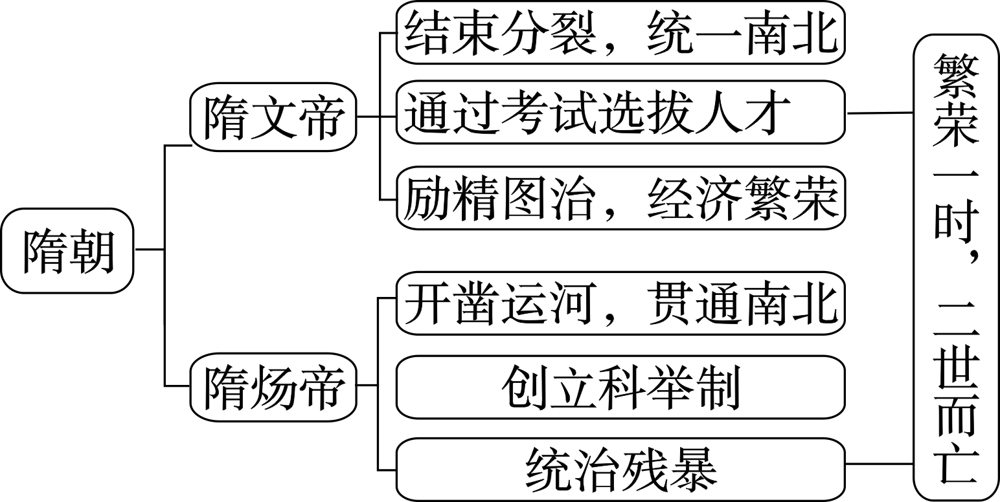 隋朝
隋文帝
结束分裂，统一南北
通过考试选拔人才
励精图治，经济繁荣
隋炀帝
开凿运河，贯通南北
创立科举制
统治残暴
繁荣一时，二世而亡